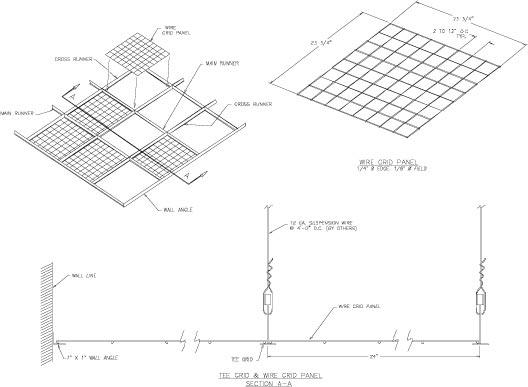 WIRE
GRID PANEL
CROSS RUNNER
MAIN RUNNER
CROSS RUNNER
MAIN RUNNER
A
A
WALL ANGLE
23 3/4"
23 3/4"
2 TO 12" O.C.
TYP.
WIRE GRID PANEL
1/4" Ø EDGE, 1/8" Ø FIELD
12 GA. SUSPENSION WIRE
@ 4'-0" O.C. (BY OTHERS)
WALL LINE
WIRE GRID PANEL
1" X 1" WALL ANGLE
TEE GRID
24"
TEE GRID & WIRE GRID PANEL
SECTION A-A